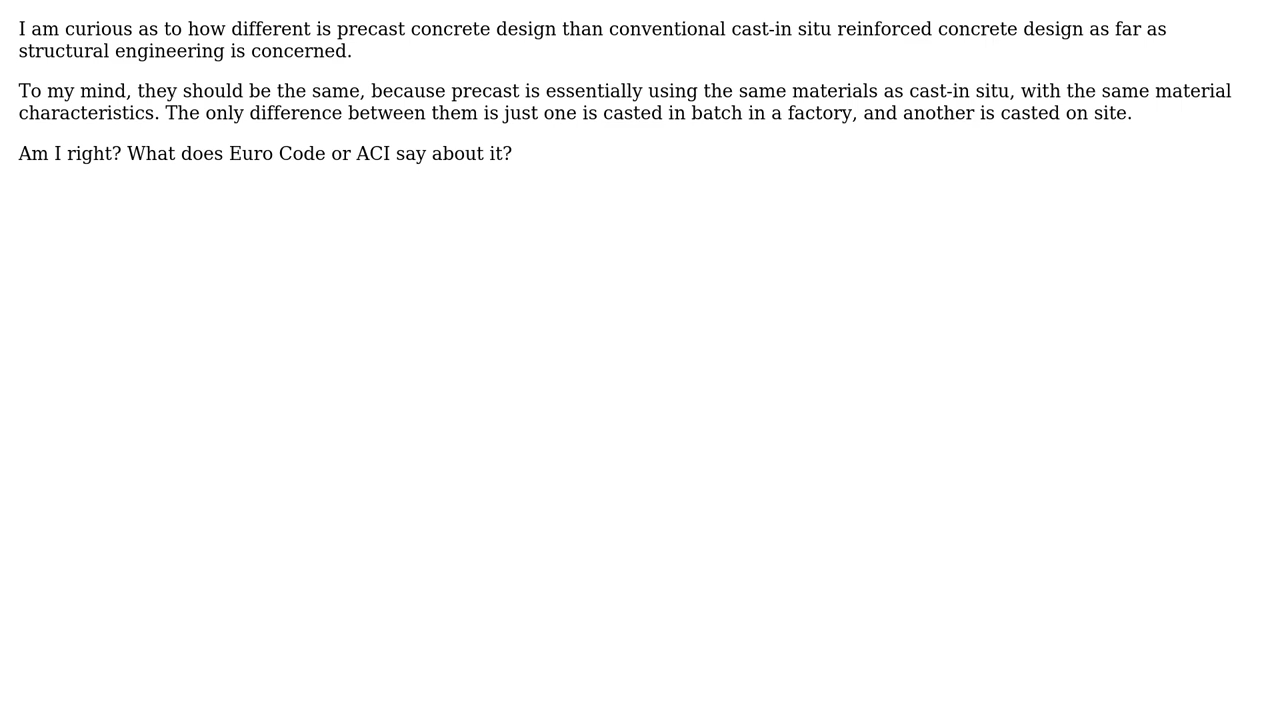 I am curious as to how different is precast concrete design than conventional cast-in situ reinforced concrete design as far as
structural engineering is concerned.
To my mind, they should be the same, because precast is essentially using the same materials as cast-in situ, with the same material
characteristics. The only difference between them is just one is casted in batch in a factory, and another is casted on site.
Am I right? What does Euro Code or ACI say about it?